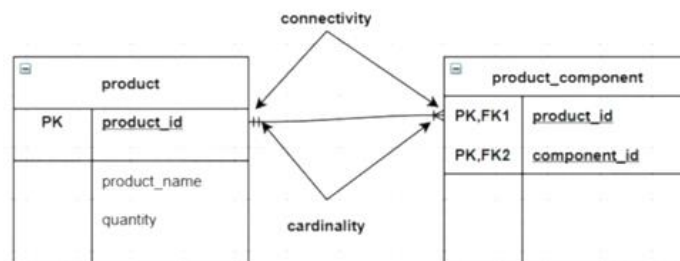 connectivity
product
PK product_id
product_name
quantity
product_component
PK,FK1 product_id
PK,FK2 component_id
cardinality